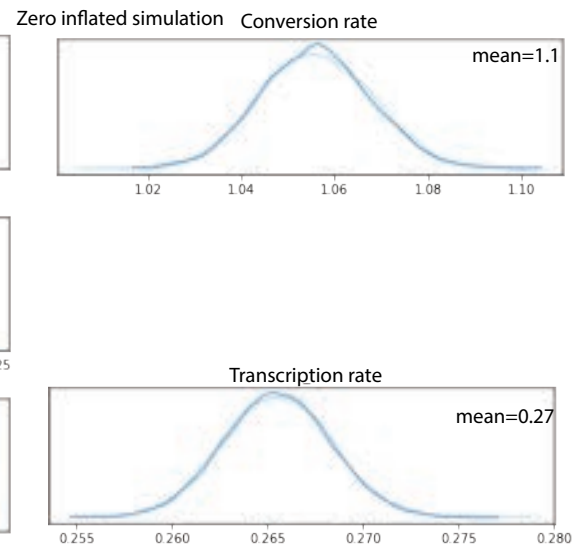 Zero inflated simulation Conversion rate
mean=1.1
1.02 1.04 1.06 1.08 1.10
25
Transcription rate
mean=0.27
0.255 0.260 0.265 0.270 0.275 0.280